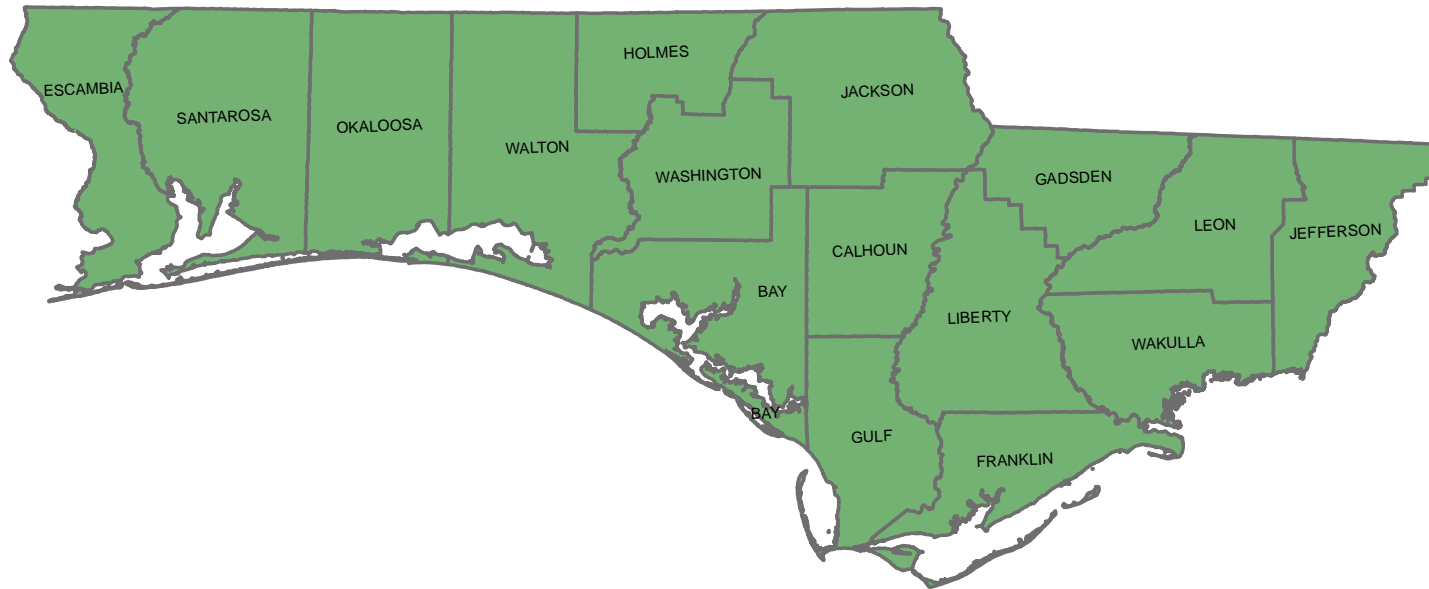 HOLMES
ESCAMBIA
JACKSON
SANTAROSA
OKALOOSA
WALTON
WASHINGTON
GADSDEN
LEON
JEFFERSON
CALHOUN
BAY
LIBERTY
WAKULLA
BAY
GULF
FRANKLIN